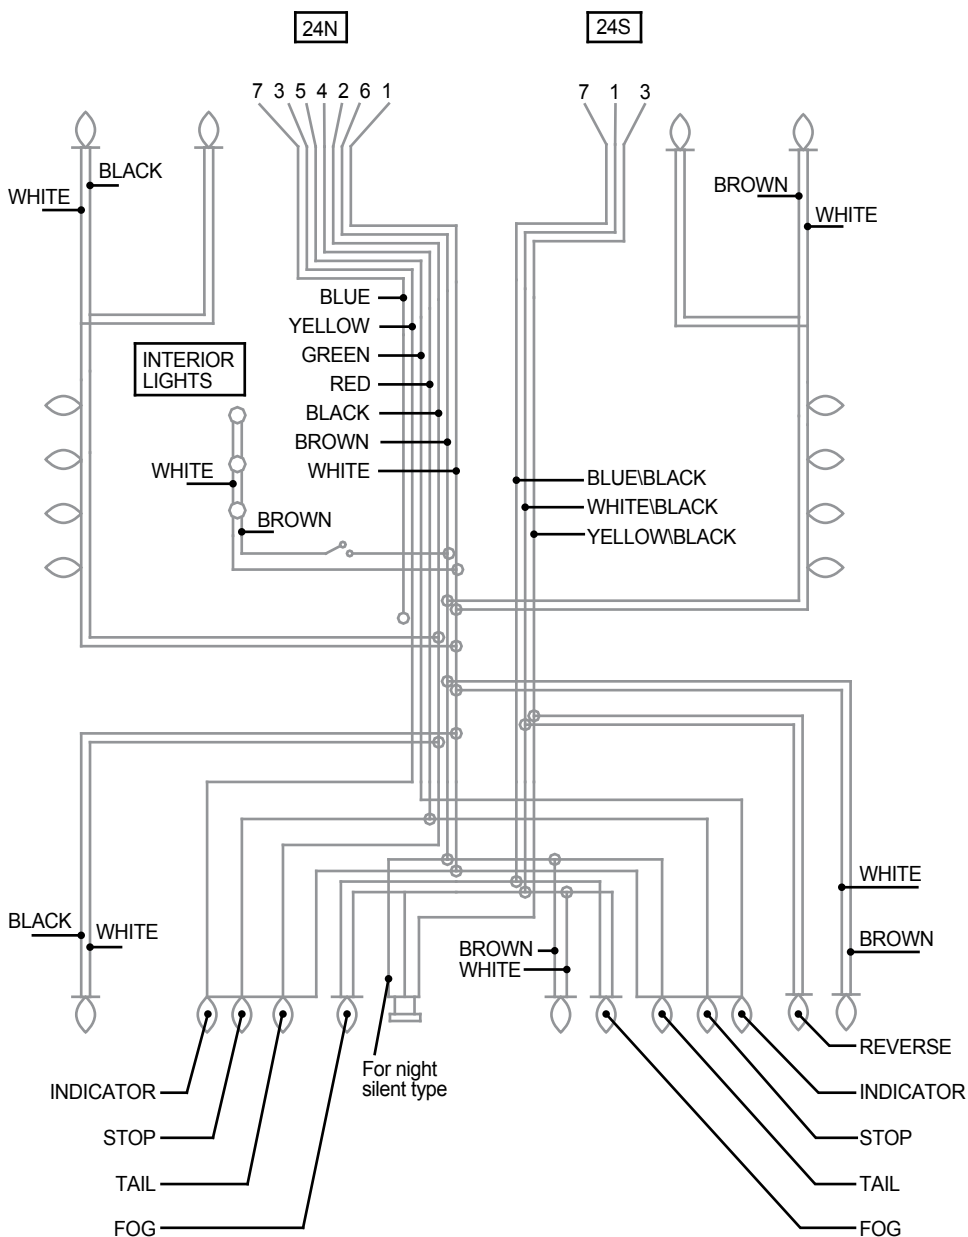 24N
24S
7 3 5 4 2 6 1
7 1 3
BLACK
WHITE
BROWN
WHITE
BLUE
YELLOW
GREEN
RED
BLACK
BROWN
WHITE
INTERIOR
LIGHTS
WHITE
BROWN
BLUE\BLACK
WHITE\BLACK
YELLOW\BLACK
WHITE
BROWN
BLACK
WHITE
BROWN
WHITE
For night
silent type
INDICATOR
STOP
TAIL
FOG
REVERSE
INDICATOR
STOP
TAIL
FOG